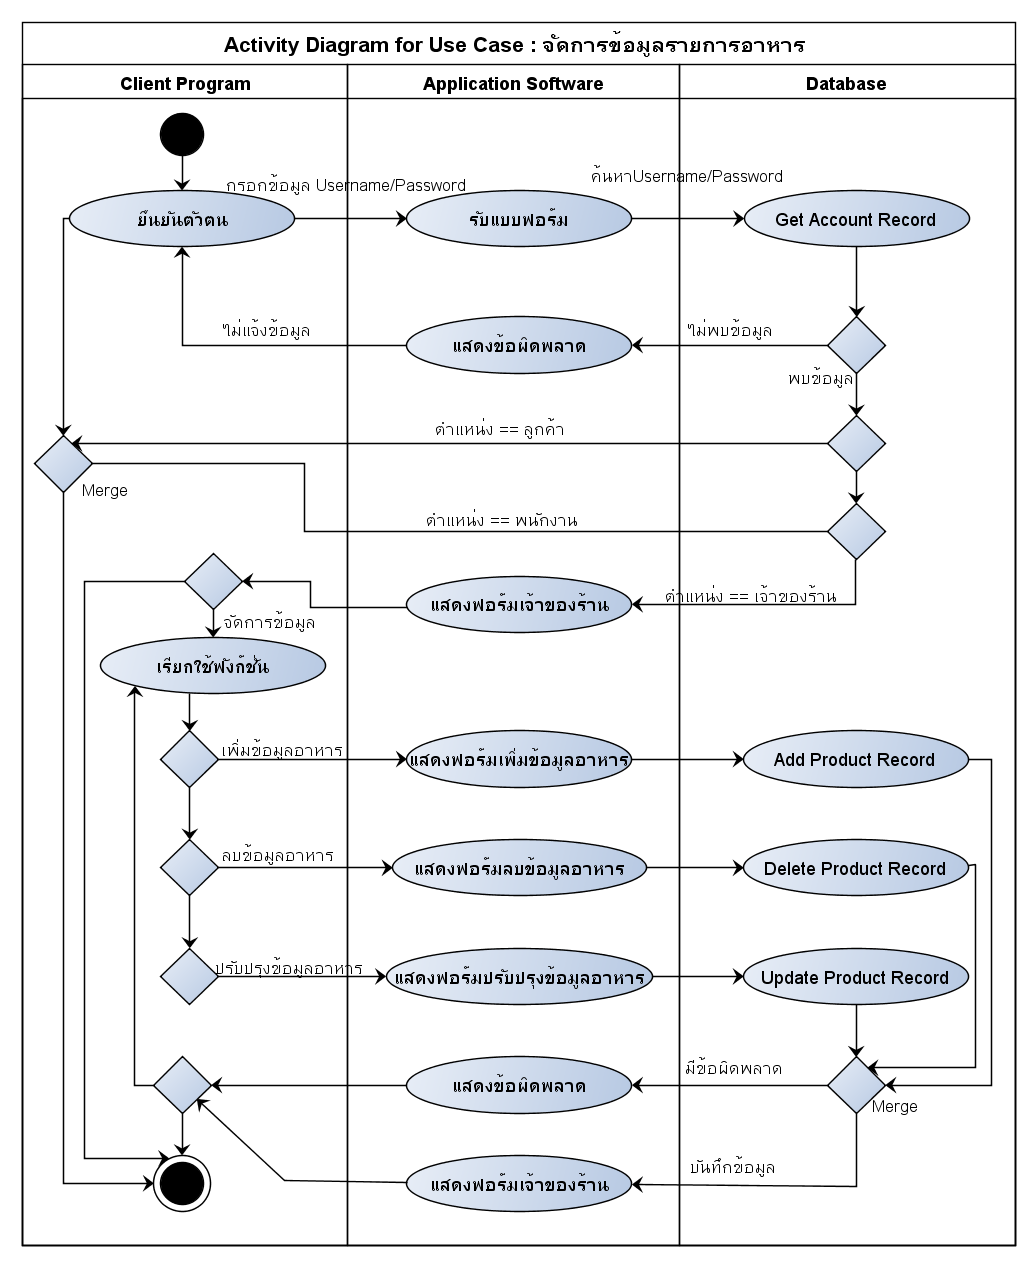 Activity Diagram for Use Case : จัดการข้อมูลรายการอาหาร
Client Program
Application Software
Database
กรอกข้อมูล Username/Password
ค้นหาUsername/Password
ยืนยันตัวตน
รับแบบฟอร์ม
Get Account Record
ไม่แจ้งข้อมูล
แสดงข้อผิดพลาด
ไม่พบข้อมูล
พบข้อมูล
ตำแหน่ง == ลูกค้า
Merge
ตำแหน่ง == พนักงาน
แสดงฟอร์มเจ้าของร้าน
ตำแหน่ง == เจ้าของร้าน
จัดการข้อมูล
เรียกใช้ฟังก์ชั่น
เพิ่มข้อมูลอาหาร
แสดงฟอร์มเพิ่มข้อมูลอาหาร
Add Product Record
ลบข้อมูลอาหาร
แสดงฟอร์มลบข้อมูลอาหาร
Delete Product Record
ปรับปรุงข้อมูลอาหาร
แสดงฟอร์มปรับปรุงข้อมูลอาหาร
Update Product Record
แสดงข้อผิดพลาด
มีข้อผิดพลาด
Merge
แสดงฟอร์มเจ้าของร้าน
บันทึกข้อมูล